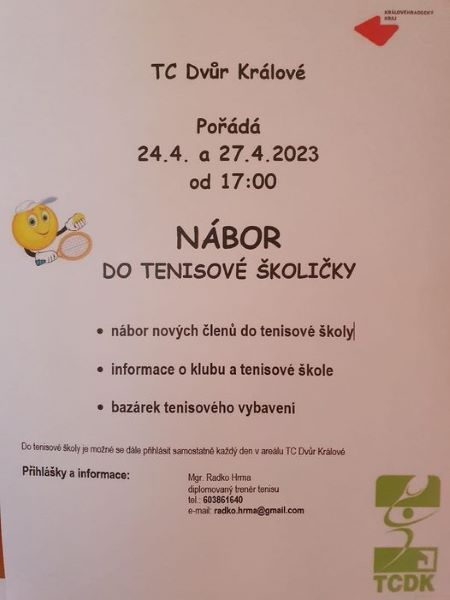 KRÁLOVÉHRADECKÝ
KRAJ
TC Dvůr Králové
Pořádá
24.4. a 27.4.2023
od 17:00
NÁBOR
DO TENISOVÉ ŠKOLIČKY
• nábor nových členů do tenisové školy
• informace o klubu a tenisové škole
• bazárek tenisového vybavení
Do tenisové školy je možné se dále přihlásit samostatně každý den v areálu TC Dvůr Králové
Přihlášky a informace:
Mgr. Radko Hrma
diplomovaný trenér tenisu
tel.: 603861640
e-mail: radko.hrma@gmail.com
TCDK